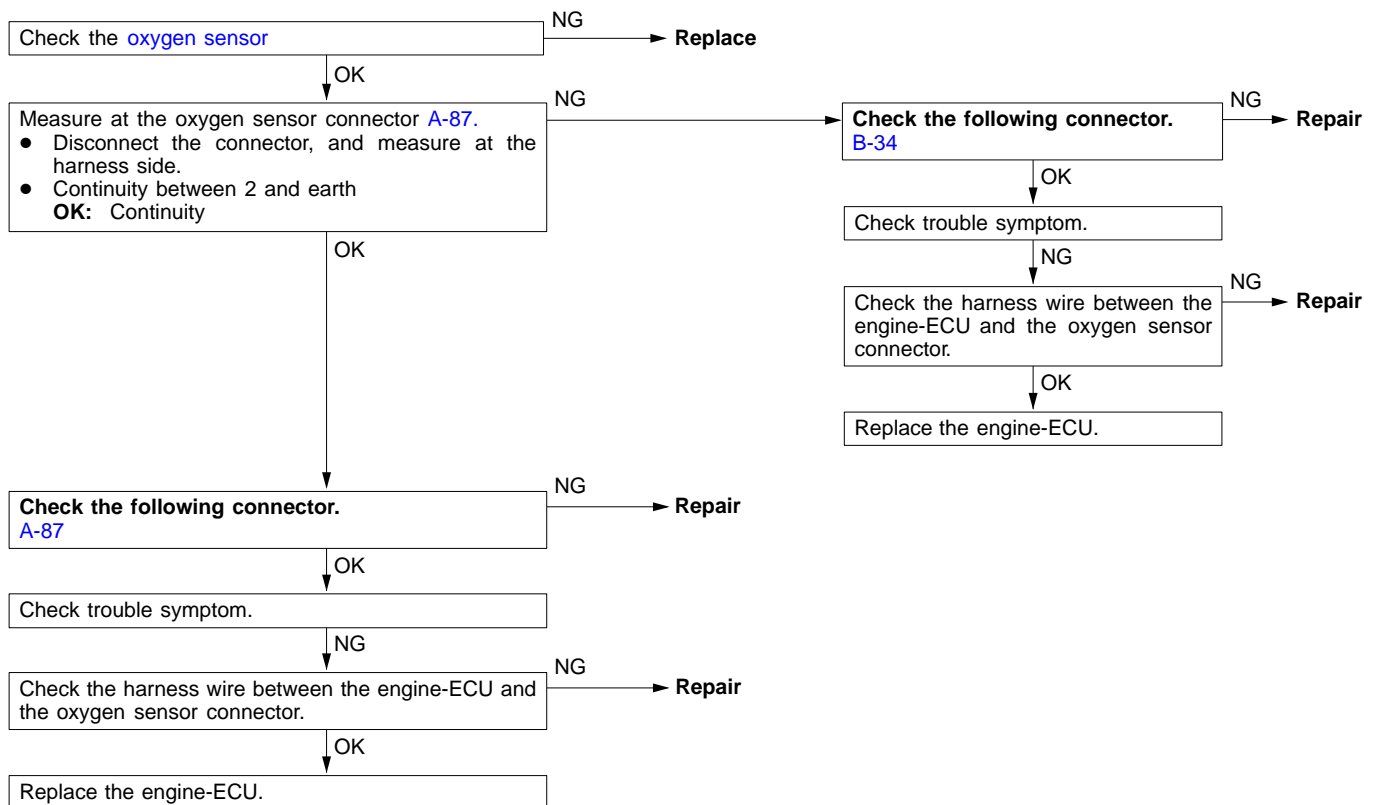 Check the oxygen sensor
NG
Replace
OK
Measure at the oxygen sensor connector A-87.
● Disconnect the connector, and measure at the
harness side.
● Continuity between 2 and earth
OK: Continuity
NG
Check the following connector.
B-34
NG
Repair
OK
Check trouble symptom.
NG
Check the harness wire between the
engine-ECU and the oxygen sensor
connector.
NG
Repair
OK
Replace the engine-ECU.
OK
Check the following connector.
A-87
NG
Repair
OK
Check trouble symptom.
NG
Check the harness wire between the engine-ECU and
the oxygen sensor connector.
NG
Repair
OK
Replace the engine-ECU.